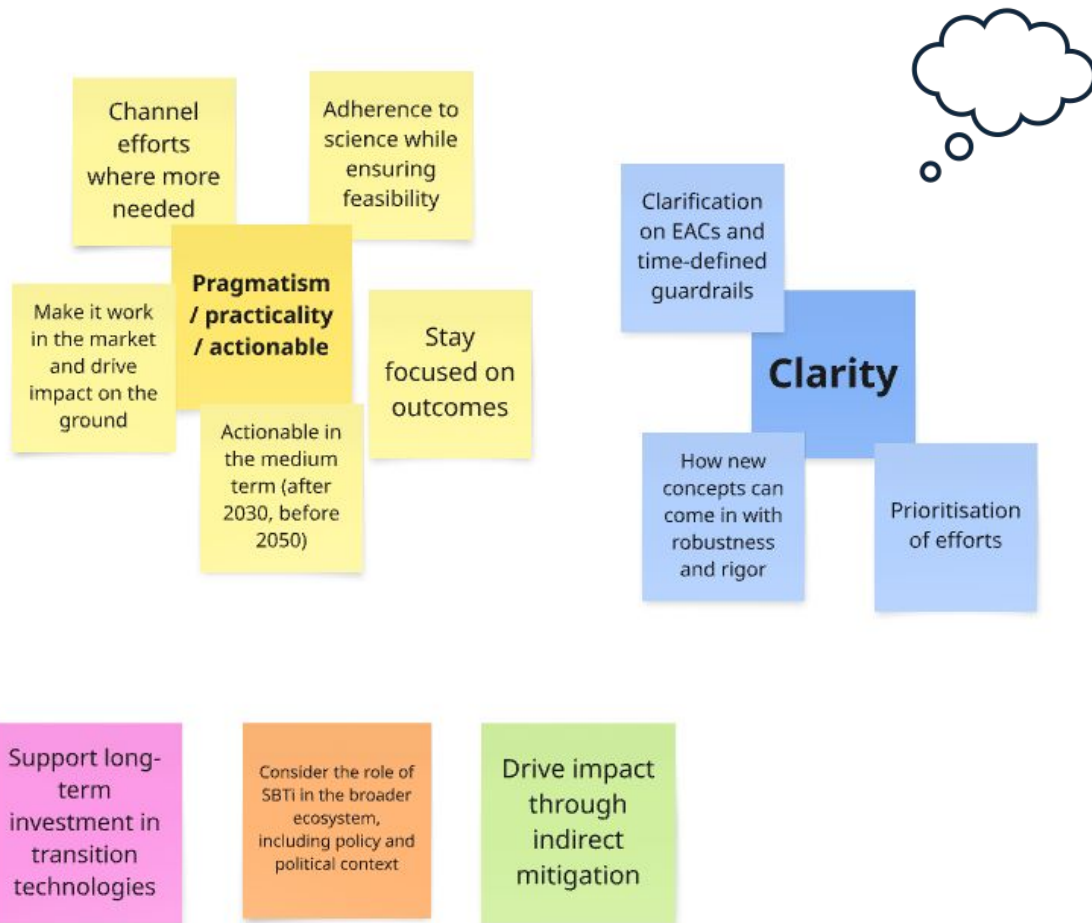 Channel
efforts
where more
needed
Adherence to
science while
ensuring
feasibility
Pragmatism
/ practicality
/ actionable
Make it work
in the market
and drive
impact on the
ground
Stay
focused on
outcomes
Actionable in
the medium
term (after
2030, before
2050)
Clarification
on EACs and
time-defined
guardrails
Clarity
How new
concepts can
come in with
robustness
and rigor
Prioritisation
of efforts
Support long-
term
investment in
transition
technologies
Consider the role of
SBTi in the broader
ecosystem,
including policy and
political context
Drive impact
through
indirect
mitigation